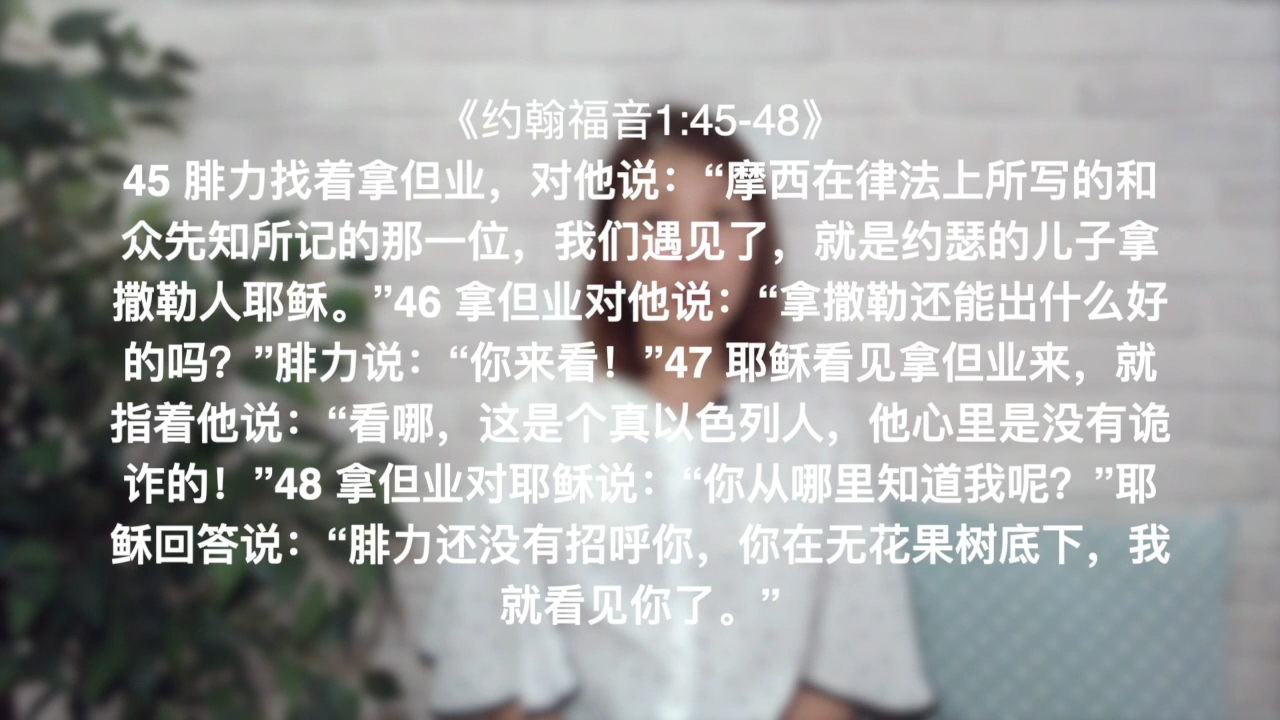 《约翰福音1:45-48》
45 腓力找着拿但业，对他说：“摩西在律法上所写的和
众先知所记的那一位，我们遇见了，就是约瑟的儿子拿
撒勒人耶稣。”46 拿但业对他说：“拿撒勒还能出什么好
的吗？”腓力说：“你来看！”47 耶稣看见拿但业来，就
指着他说：“看哪，这是个真以色列人，他心里是没有诡
诈的！”48 拿但业对耶稣说：“你从哪里知道我呢？”耶
稣回答说：“腓力还没有招呼你，你在无花果树底下，我
就看见你了。”